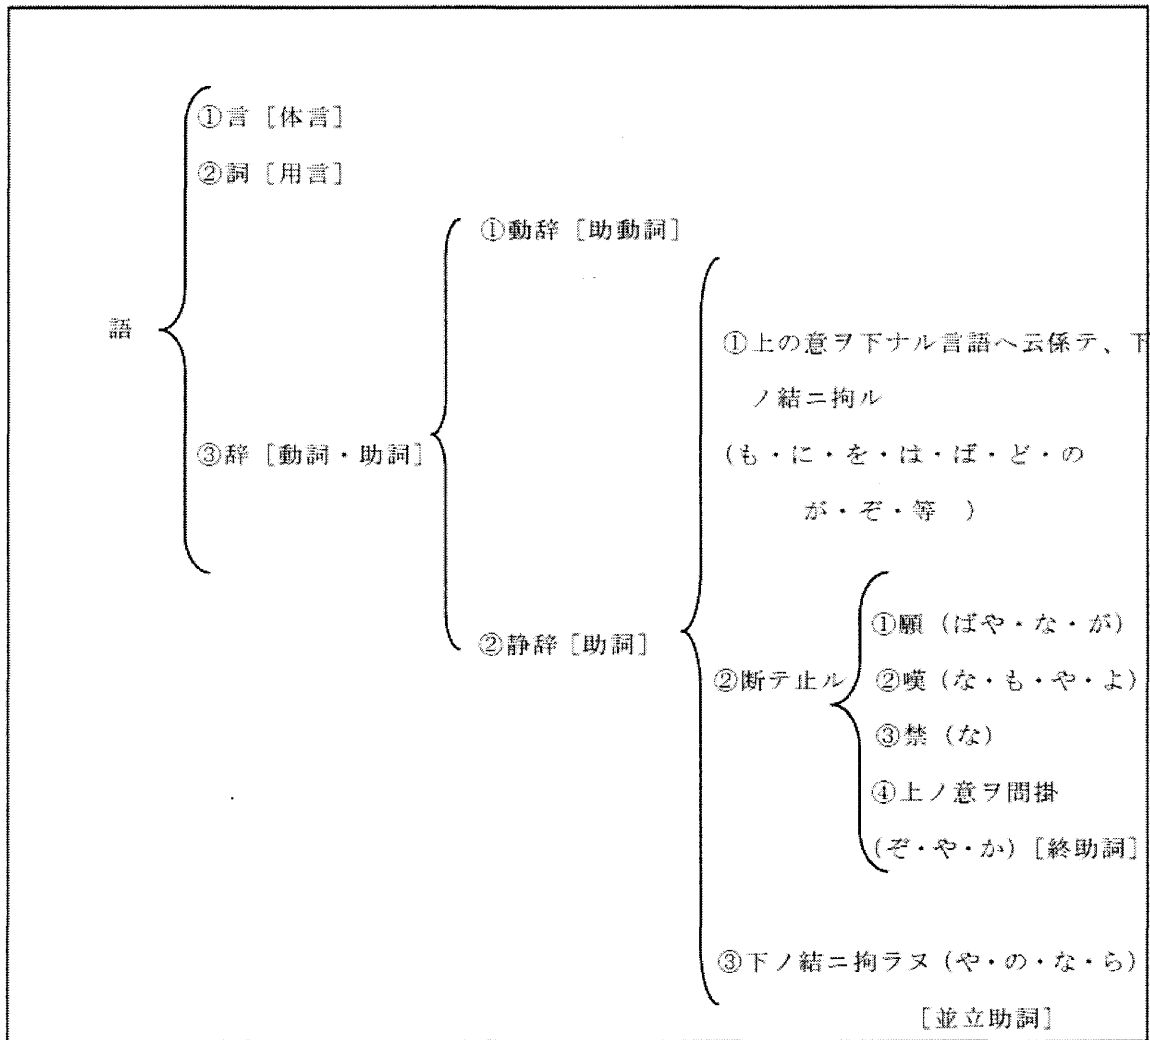 ①言［体言］
②詞［用言］
①動辞［助動詞］
語
①上の意ヲ下ナル言語へ云係テ、下
ノ結ニ拘ル
③辞［動詞・助詞］
（も・に・を・は・ば・ど・の
が・ぞ・等　）
②静辞［助詞］
①願（ばや・な・が）
②断テ止ル
②嘆（な・も・や・よ）
③禁（な）
④上ノ意ヲ問掛
（ぞ・や・か）［終助詞］
③下ノ結ニ拘ラヌ（や・の・な・ら）
［並立助詞］